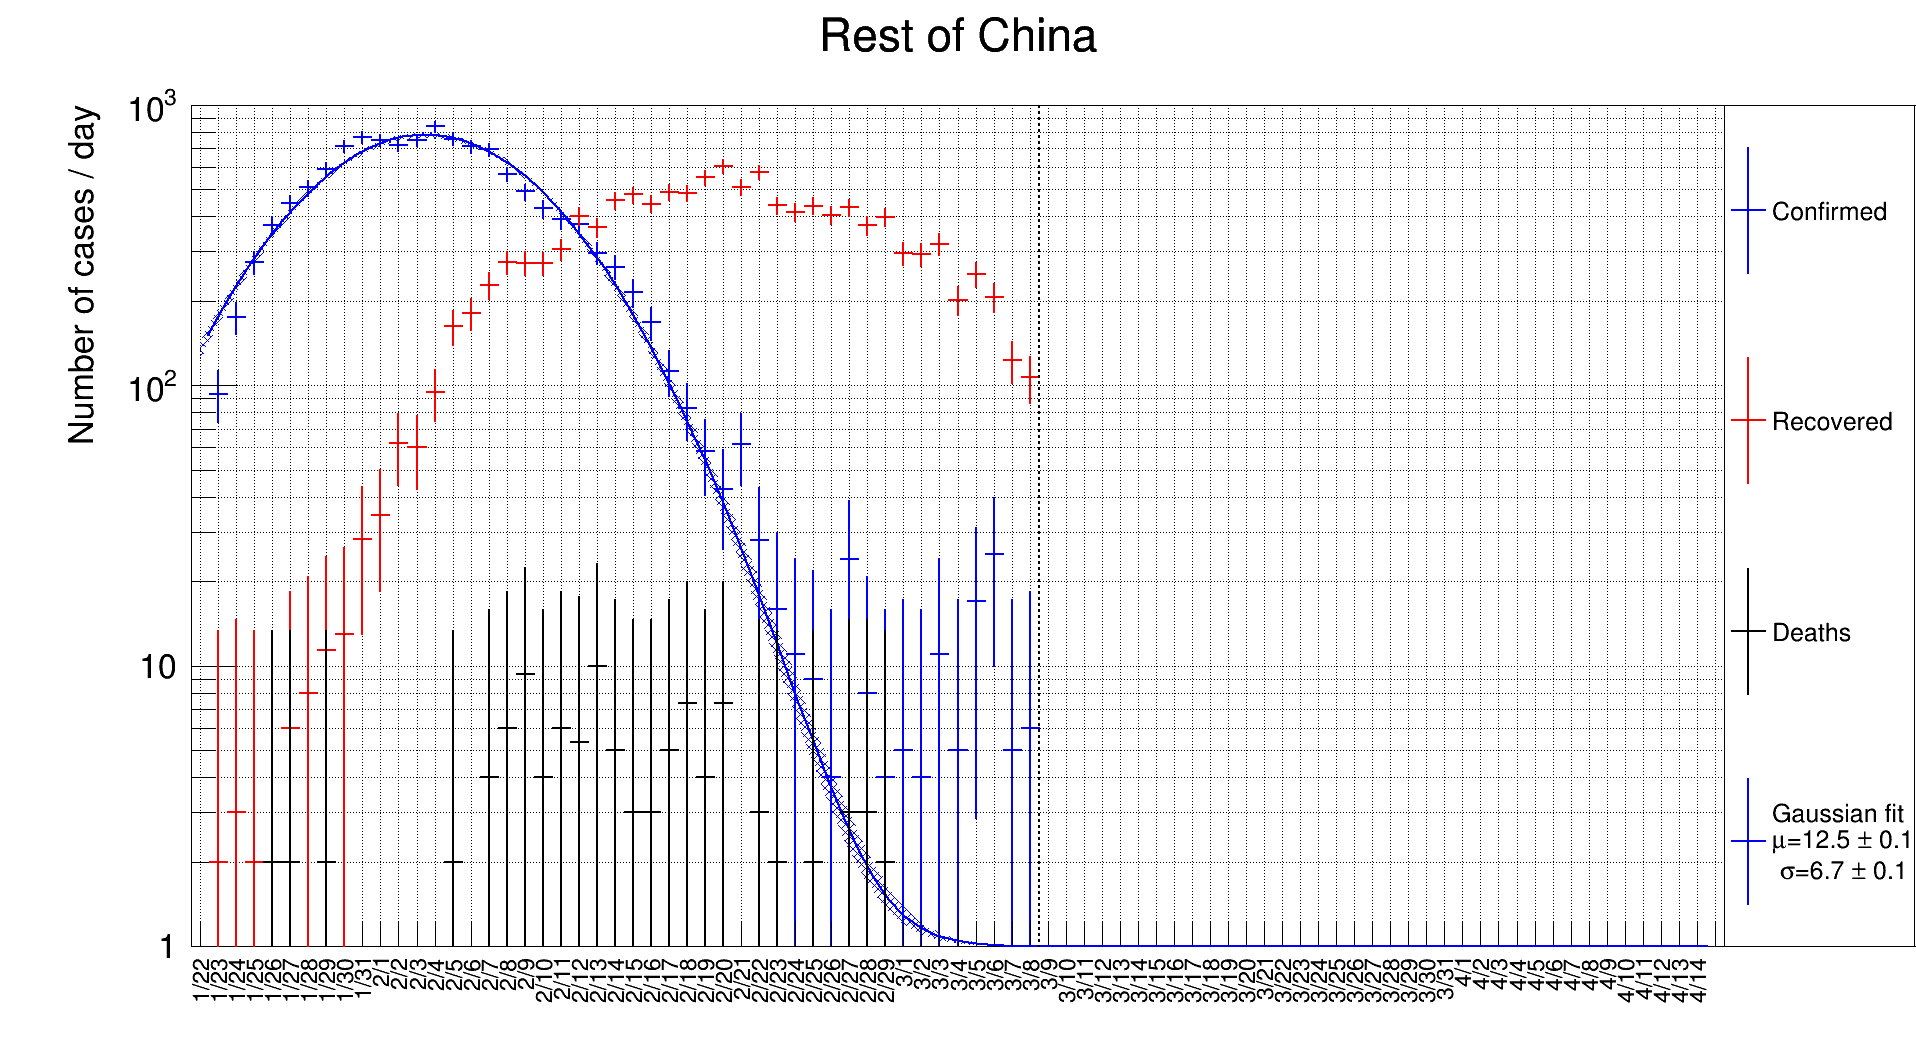 Rest of China
Number of cases / day
10³
10²
10
1
1/22 1/23 1/24 1/25 1/26 1/27 1/28 1/29 1/30 1/31 2/1 2/2 2/3 2/4 2/5 2/6 2/7 2/8 2/9 2/10 2/11 2/12 2/13 2/14 2/15 2/16 2/17 2/18 2/19 2/20 2/21 2/22 2/23 2/24 2/25 2/26 2/27 2/28 2/29 3/1 3/2 3/3 3/4 3/5 3/6 3/7 3/8 3/9 3/10 3/11 3/12 3/13 3/14 3/15 3/16 3/17 3/18 3/19 3/20 3/21 3/22 3/23 3/24 3/25 3/26 3/27 3/28 3/29 3/30 3/31 4/1 4/2 4/3 4/4 4/5 4/6 4/7 4/8 4/9 4/10 4/11 4/12 4/13 4/14
Confirmed
Recovered
Deaths
Gaussian fit
μ=12.5 ± 0.1
σ=6.7 ± 0.1